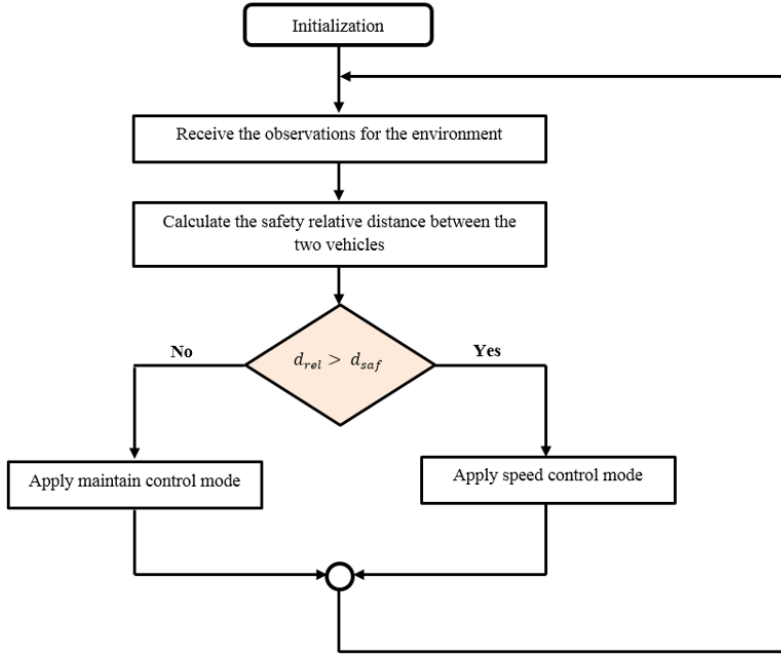 Initialization
Receive the observations for the environment
Calculate the safety relative distance between the
two vehicles
No
d_rel > d_saf
Yes
Apply maintain control mode
Apply speed control mode